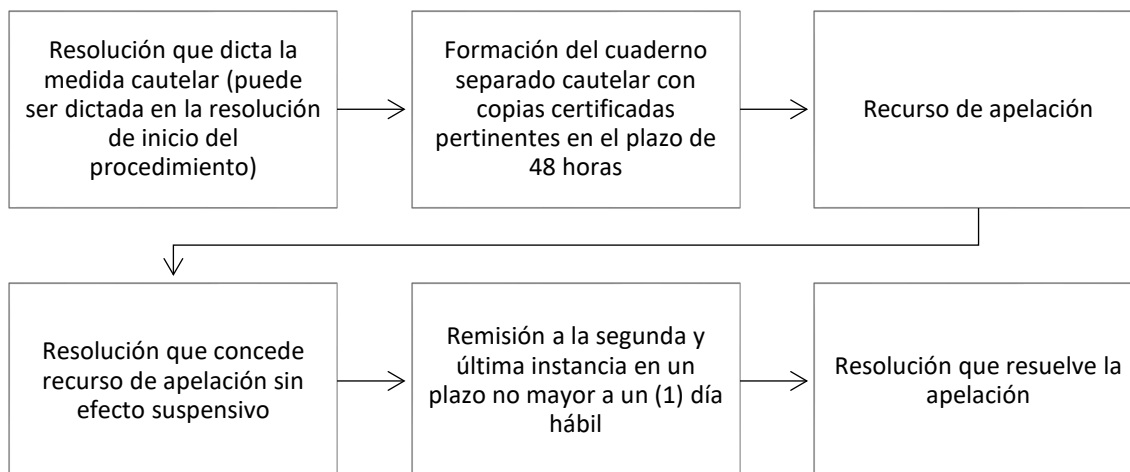 Resolución que dicta la
medida cautelar (puede
ser dictada en la resolución
de inicio del
procedimiento)
Formación del cuaderno
separado cautelar con
copias certificadas
pertinentes en el plazo de
48 horas
Recurso de apelación
Resolución que concede
recurso de apelación sin
efecto suspensivo
Remisión a la segunda y
última instancia en un
plazo no mayor a un (1) día
hábil
Resolución que resuelve la
apelación